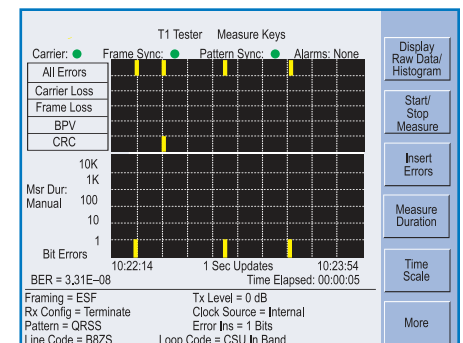 T1 Tester Measure Keys
Carrier: Frame Sync: Pattern Sync: Alarms: None
All Errors
Carrier Loss
Frame Loss
BPV
CRC
10K
1K
Msr Dur:
Manual
100
10
1
Bit Errors
10:22:14 1 Sec Updates 10:23:54
BER = 3.31E–08 Time Elapsed: 00:00:05
Framing = ESF Tx Level = 0 dB
Rx Config = Terminate Clock Source = Internal
Pattern = QRSS Error Ins = 1 Bits
Line Code = B8ZS Loop Code = CSU In Band
Display
Raw Data/
Histogram
Start/
Stop
Measure
Insert
Errors
Measure
Duration
Time
Scale
More